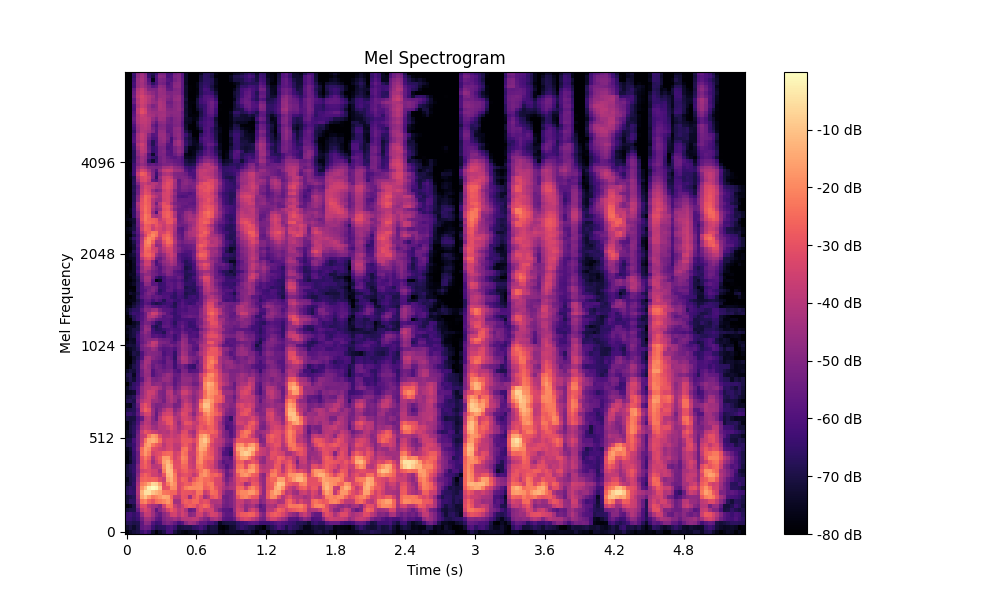 Mel Spectrogram
Mel Frequency
4096
2048
1024
512
0
0 0.6 1.2 1.8 2.4 3 3.6 4.2 4.8
Time (s)
-10 dB
-20 dB
-30 dB
-40 dB
-50 dB
-60 dB
-70 dB
-80 dB